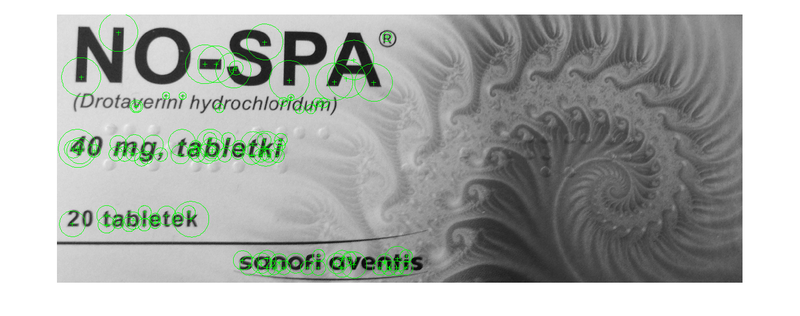 NO-SPA®
(Drotaverini hydrochloridum)
40 mg, tabletki
20 tabletek
sanofi aventis